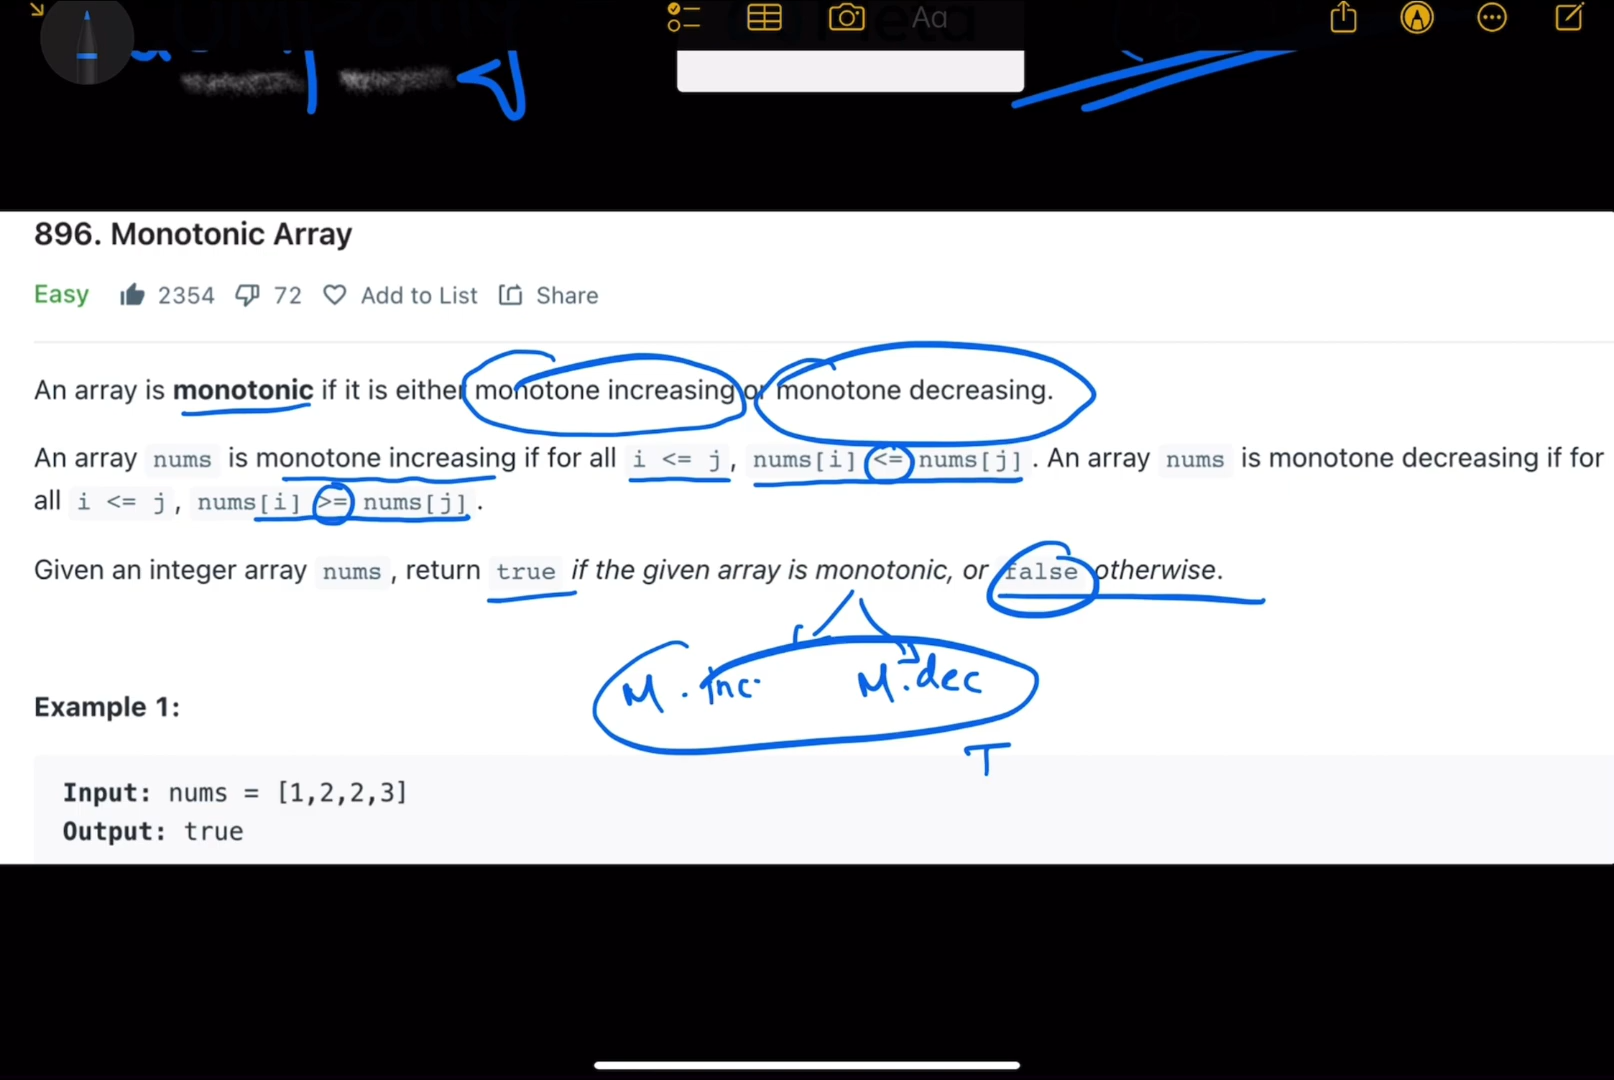 Aa
896. Monotonic Array
Easy 2354 72 Add to List Share
An array is monotonic if it is either monotone increasing or monotone decreasing.
An array nums is monotone increasing if for all i <= j, nums[i] <= nums[j] . An array nums is monotone decreasing if for
all i <= j, nums[i] >= nums[j] .
Given an integer array nums , return true if the given array is monotonic, or false otherwise.
M. inc. M. dec
T
Example 1:
Input: nums = [1,2,2,3]
Output: true